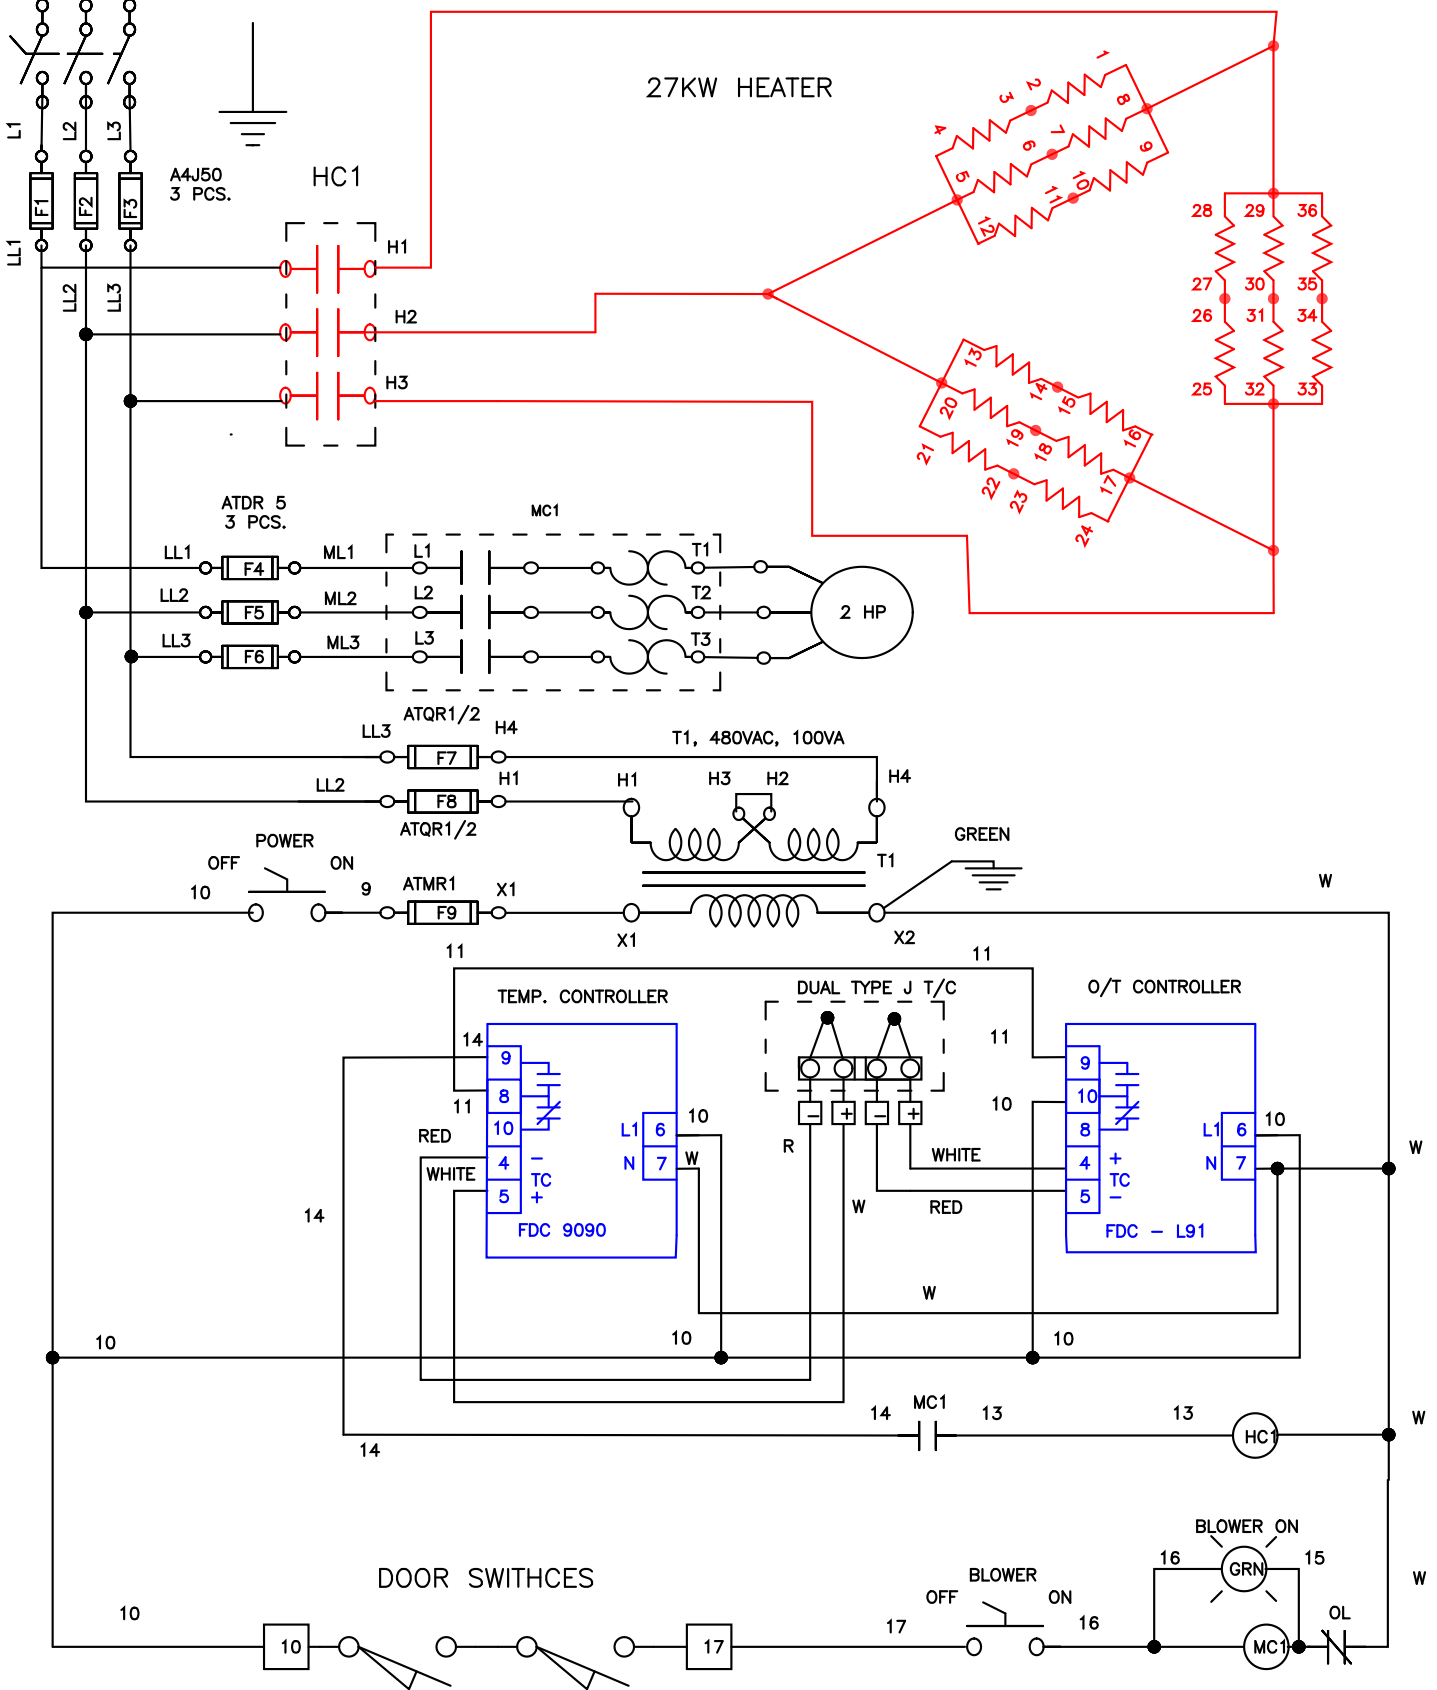 27KW HEATER
L1
L2
L3
A4J50
3 PCS.
HC1
F1
F2
F3
LL1
LL2
LL3
H1
H2
H3
1
2
3
4
5
6
7
8
9
10
11
12
28 29 36
27 30 35
26 31 34
25 32 33
13
14
15
16
20
19
18
17
21
22
23
24
ATDR 5
3 PCS.
MC1
LL1 F4 ML1 L1 T1
LL2 F5 ML2 L2 T2 2 HP
LL3 F6 ML3 L3 T3
ATQR1/2
LL3 F7 H4
T1, 480VAC, 100VA
LL2 F8 H1
ATQR1/2
H1 H3 H2 H4
T1
POWER
OFF ON
10 9 ATMR1 X1
F9
X1 X2
GREEN
W
11 11
TEMP. CONTROLLER
DUAL TYPE J T/C
O/T CONTROLLER
14 9
11 8
10
RED 4 −
WHITE TC
5 +
FDC 9090
L1 6 10
N 7 W
− + − +
R
W
WHITE
RED
11 9
10 10
8
4 +
TC
5 −
FDC − L91
L1 6 10
N 7
W
14
W
10 10 10
14 14 MC1 13 13 HC1
W
BLOWER ON
16 GRN 15
W
DOOR SWITHCES
BLOWER
OFF ON
10 10 17 17 16 MC1 OL